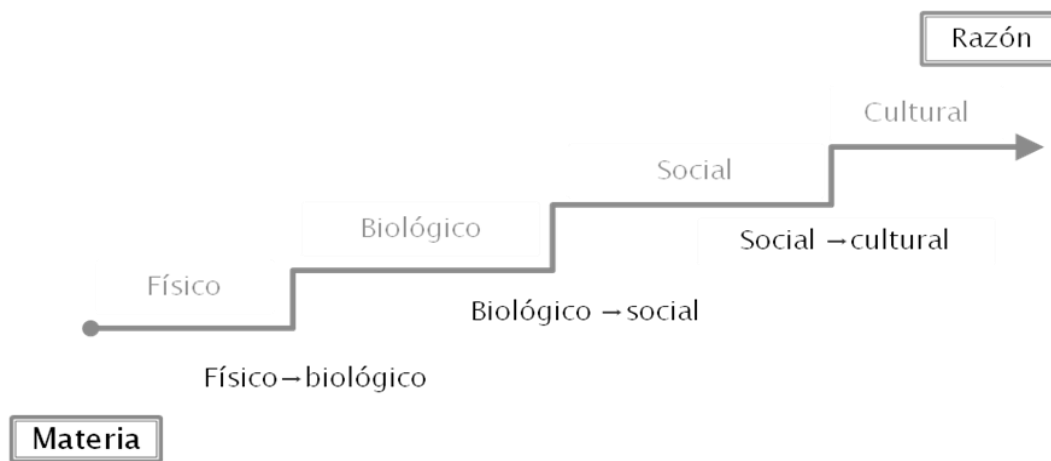 Razón
Cultural
Social
Social → cultural
Biológico
Físico
Biológico → social
Físico → biológico
Materia